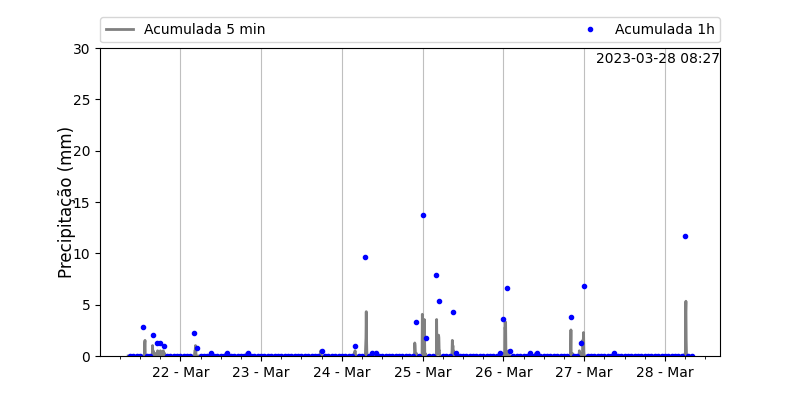 Acumulada 5 min
Acumulada 1h
2023-03-28 08:27
Precipitação (mm)
30
25
20
15
10
5
0
22 - Mar
23 - Mar
24 - Mar
25 - Mar
26 - Mar
27 - Mar
28 - Mar